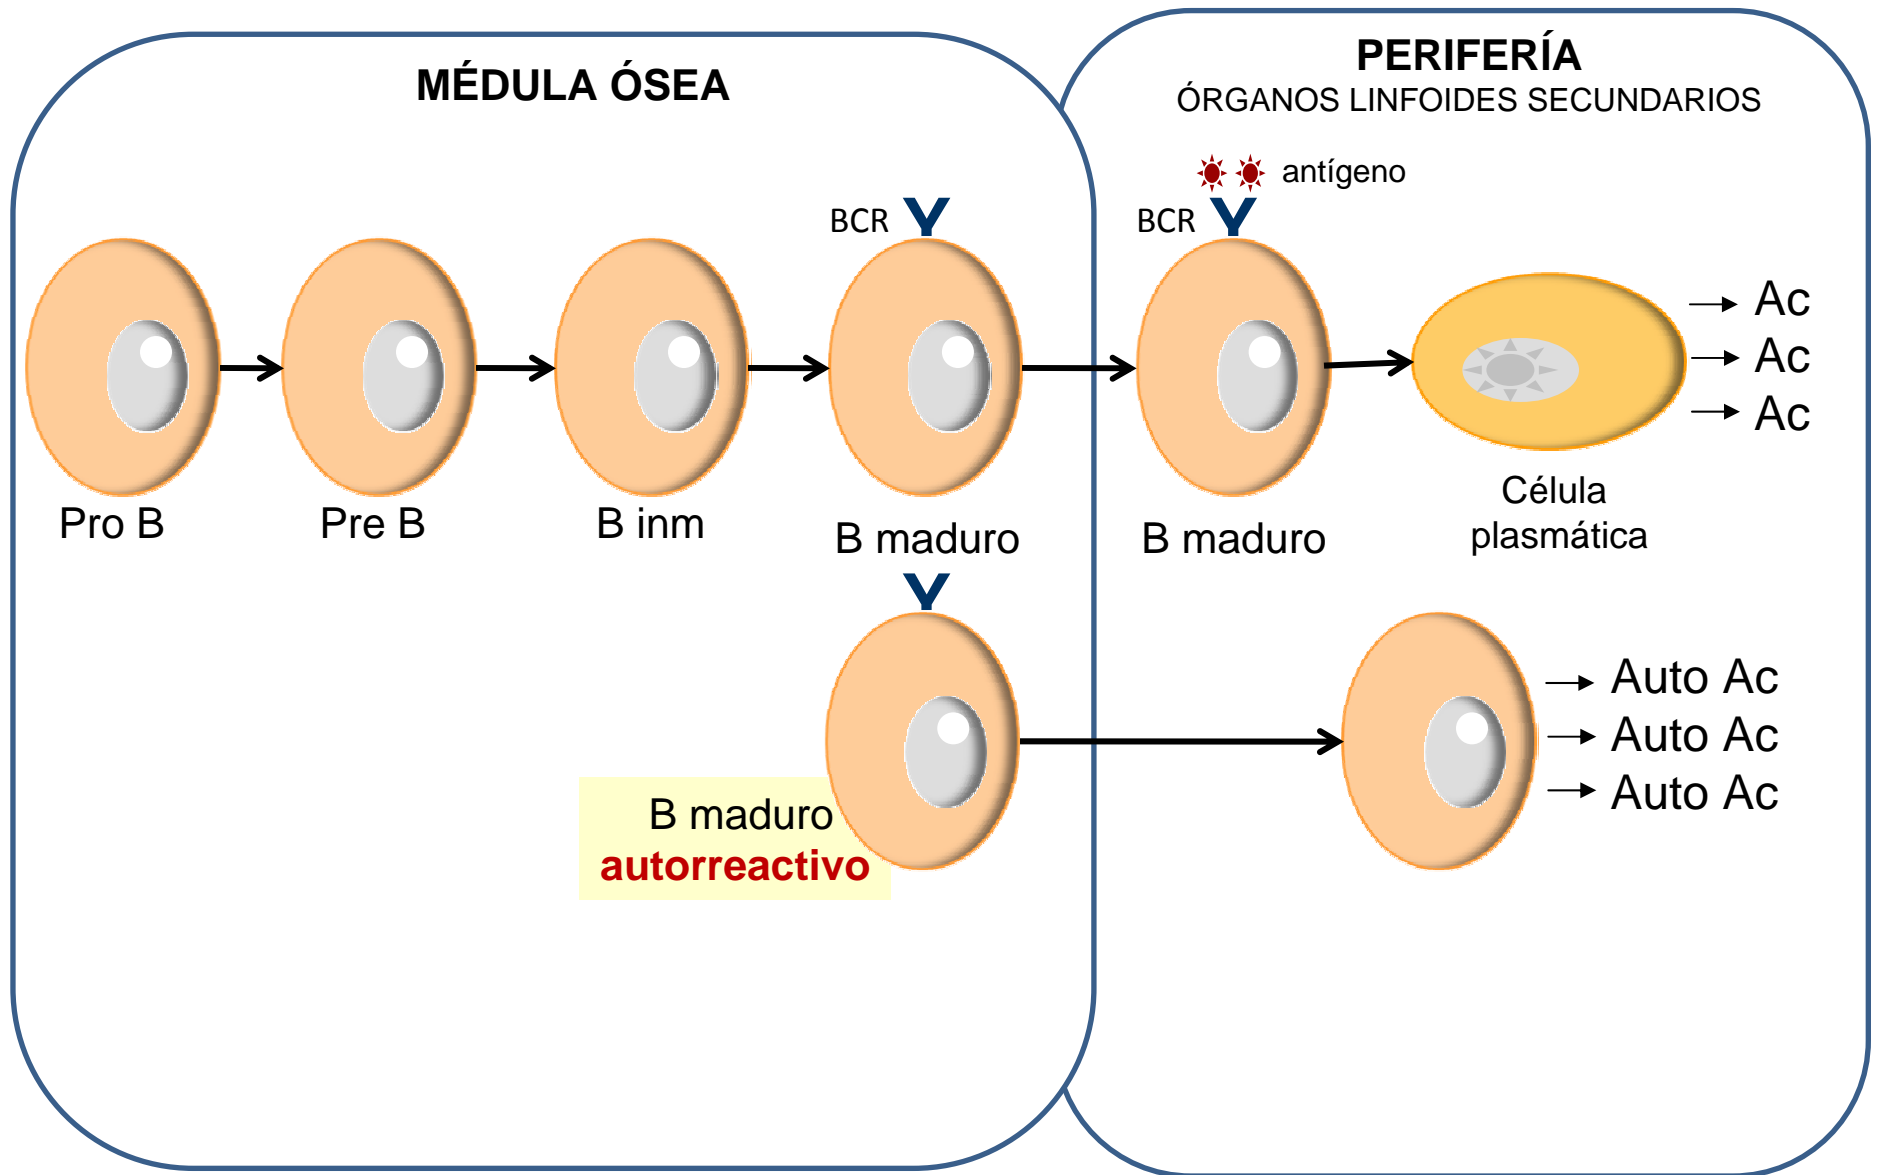 MÉDULA ÓSEA
PERIFERÍA
ÓRGANOS LINFOIDES SECUNDARIOS
antígeno
BCR
BCR
Ac
Ac
Ac
Pro B
Pre B
B inm
B maduro
B maduro
Célula
plasmática
B maduro
autorreactivo
Auto Ac
Auto Ac
Auto Ac